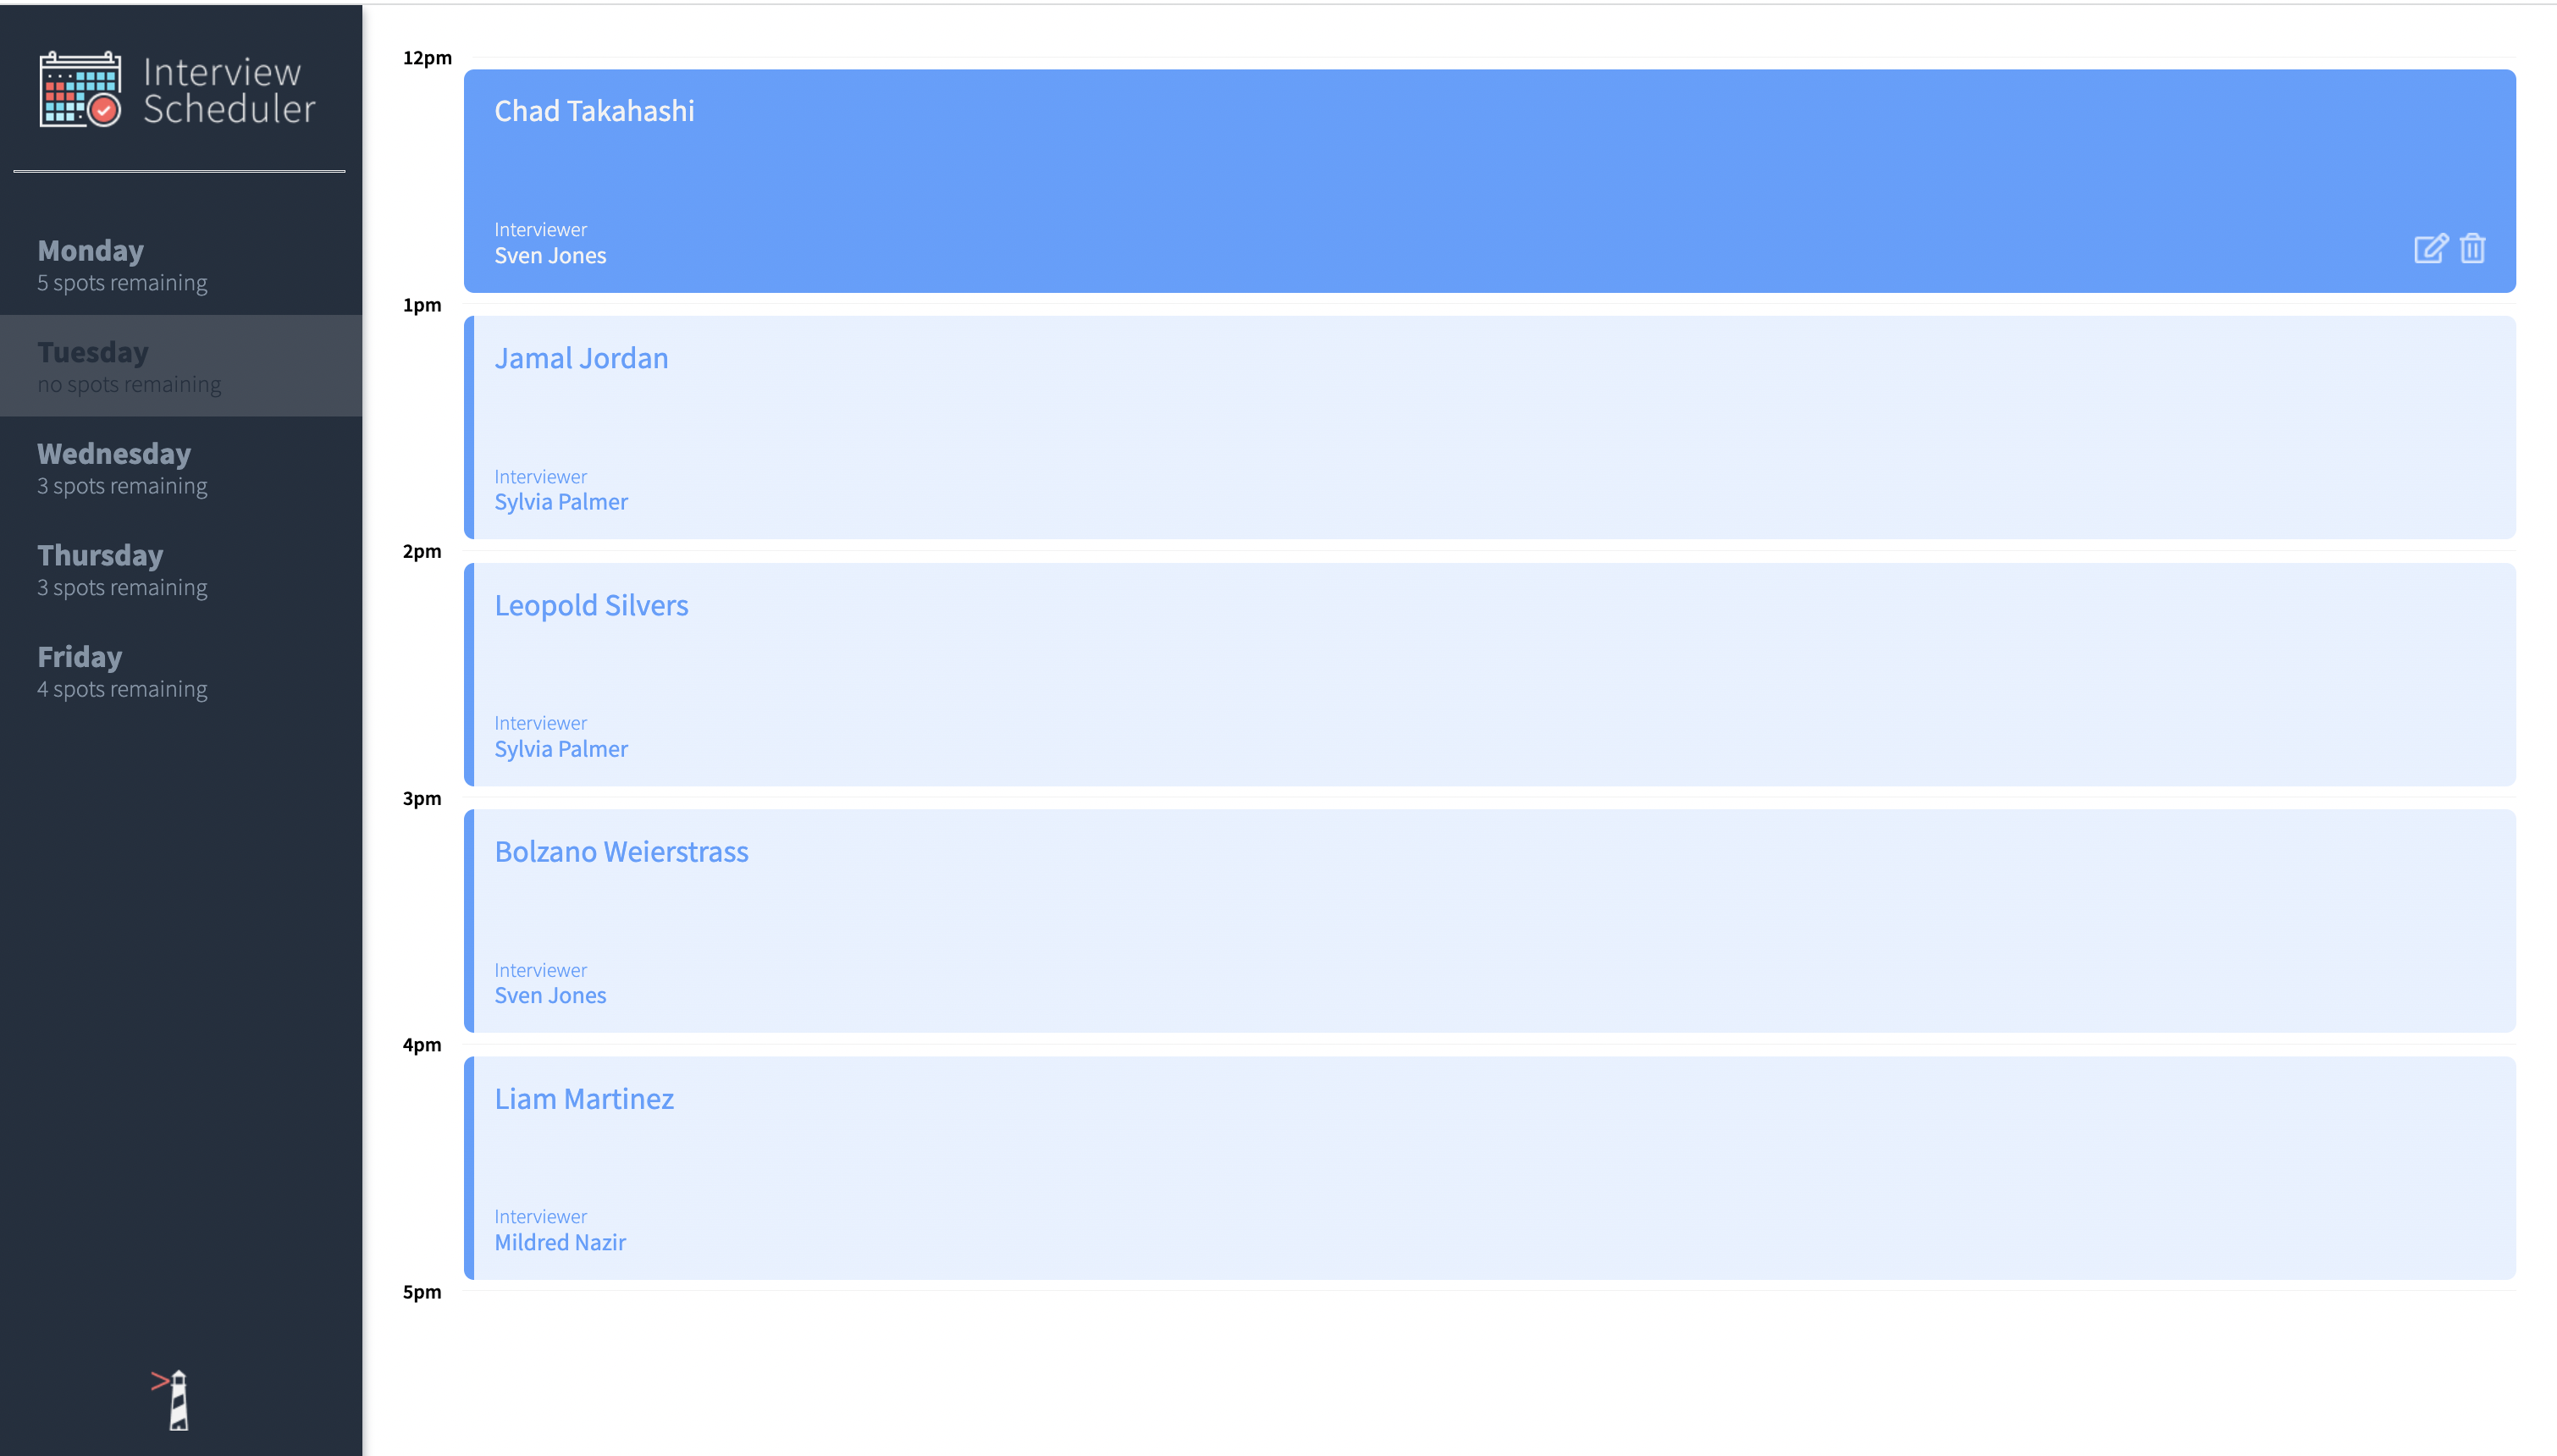 Interview
Scheduler
Monday
5 spots remaining
Tuesday
no spots remaining
Wednesday
3 spots remaining
Thursday
3 spots remaining
Friday
4 spots remaining
12pm
Chad Takahashi
Interviewer
Sven Jones
1pm
Jamal Jordan
Interviewer
Sylvia Palmer
2pm
Leopold Silvers
Interviewer
Sylvia Palmer
3pm
Bolzano Weierstrass
Interviewer
Sven Jones
4pm
Liam Martinez
Interviewer
Mildred Nazir
5pm